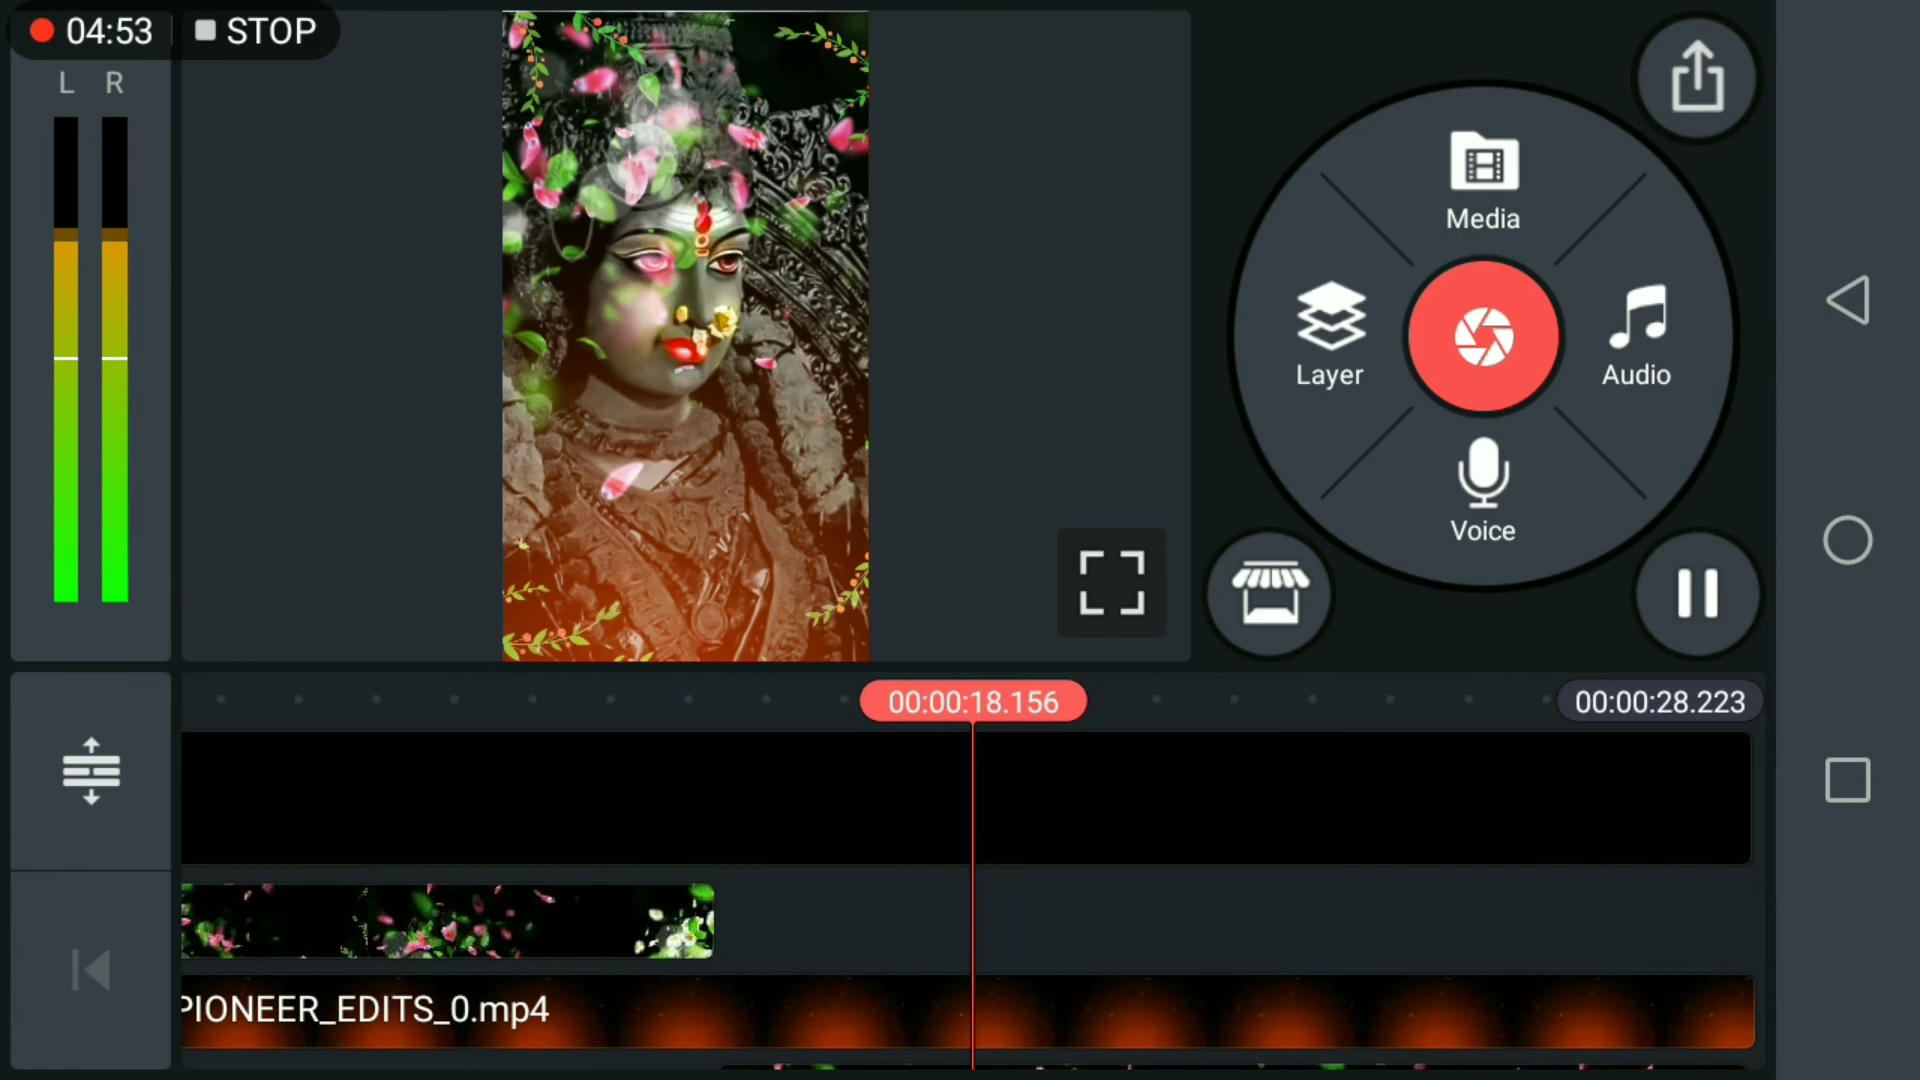 04:53
STOP
L R
Media
Layer
Audio
Voice
00:00:18.156
00:00:28.223
PIONEER_EDITS_0.mp4